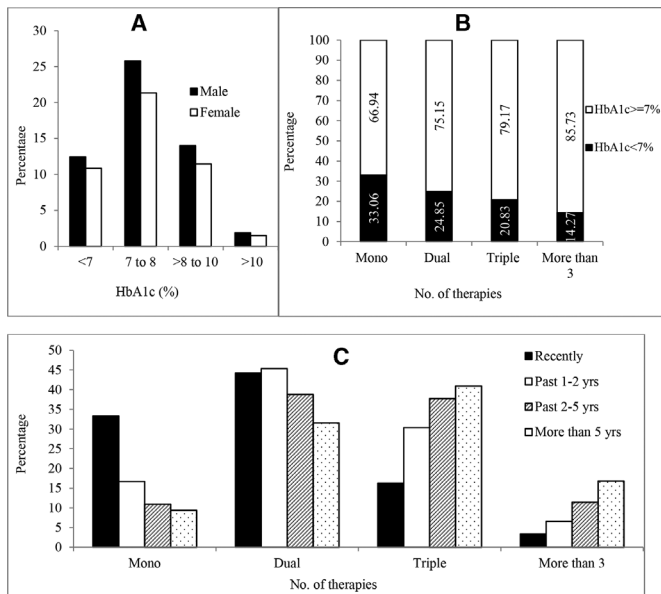 A
30
25
20
15
10
5
0
Percentage
Male
Female
<7
7 to 8
>8 to 10
>10
HbA1c (%)
B
100
90
80
70
60
50
40
30
20
10
0
Percentage
66.94
75.15
79.17
85.73
33.06
24.85
20.83
14.27
HbA1c>=7%
HbA1c<7%
Mono
Dual
Triple
More than
3
No. of therapies
C
50
45
40
35
30
25
20
15
10
5
0
Percentage
Recently
Past 1-2 yrs
Past 2-5 yrs
More than 5 yrs
Mono
Dual
Triple
More than 3
No. of therapies